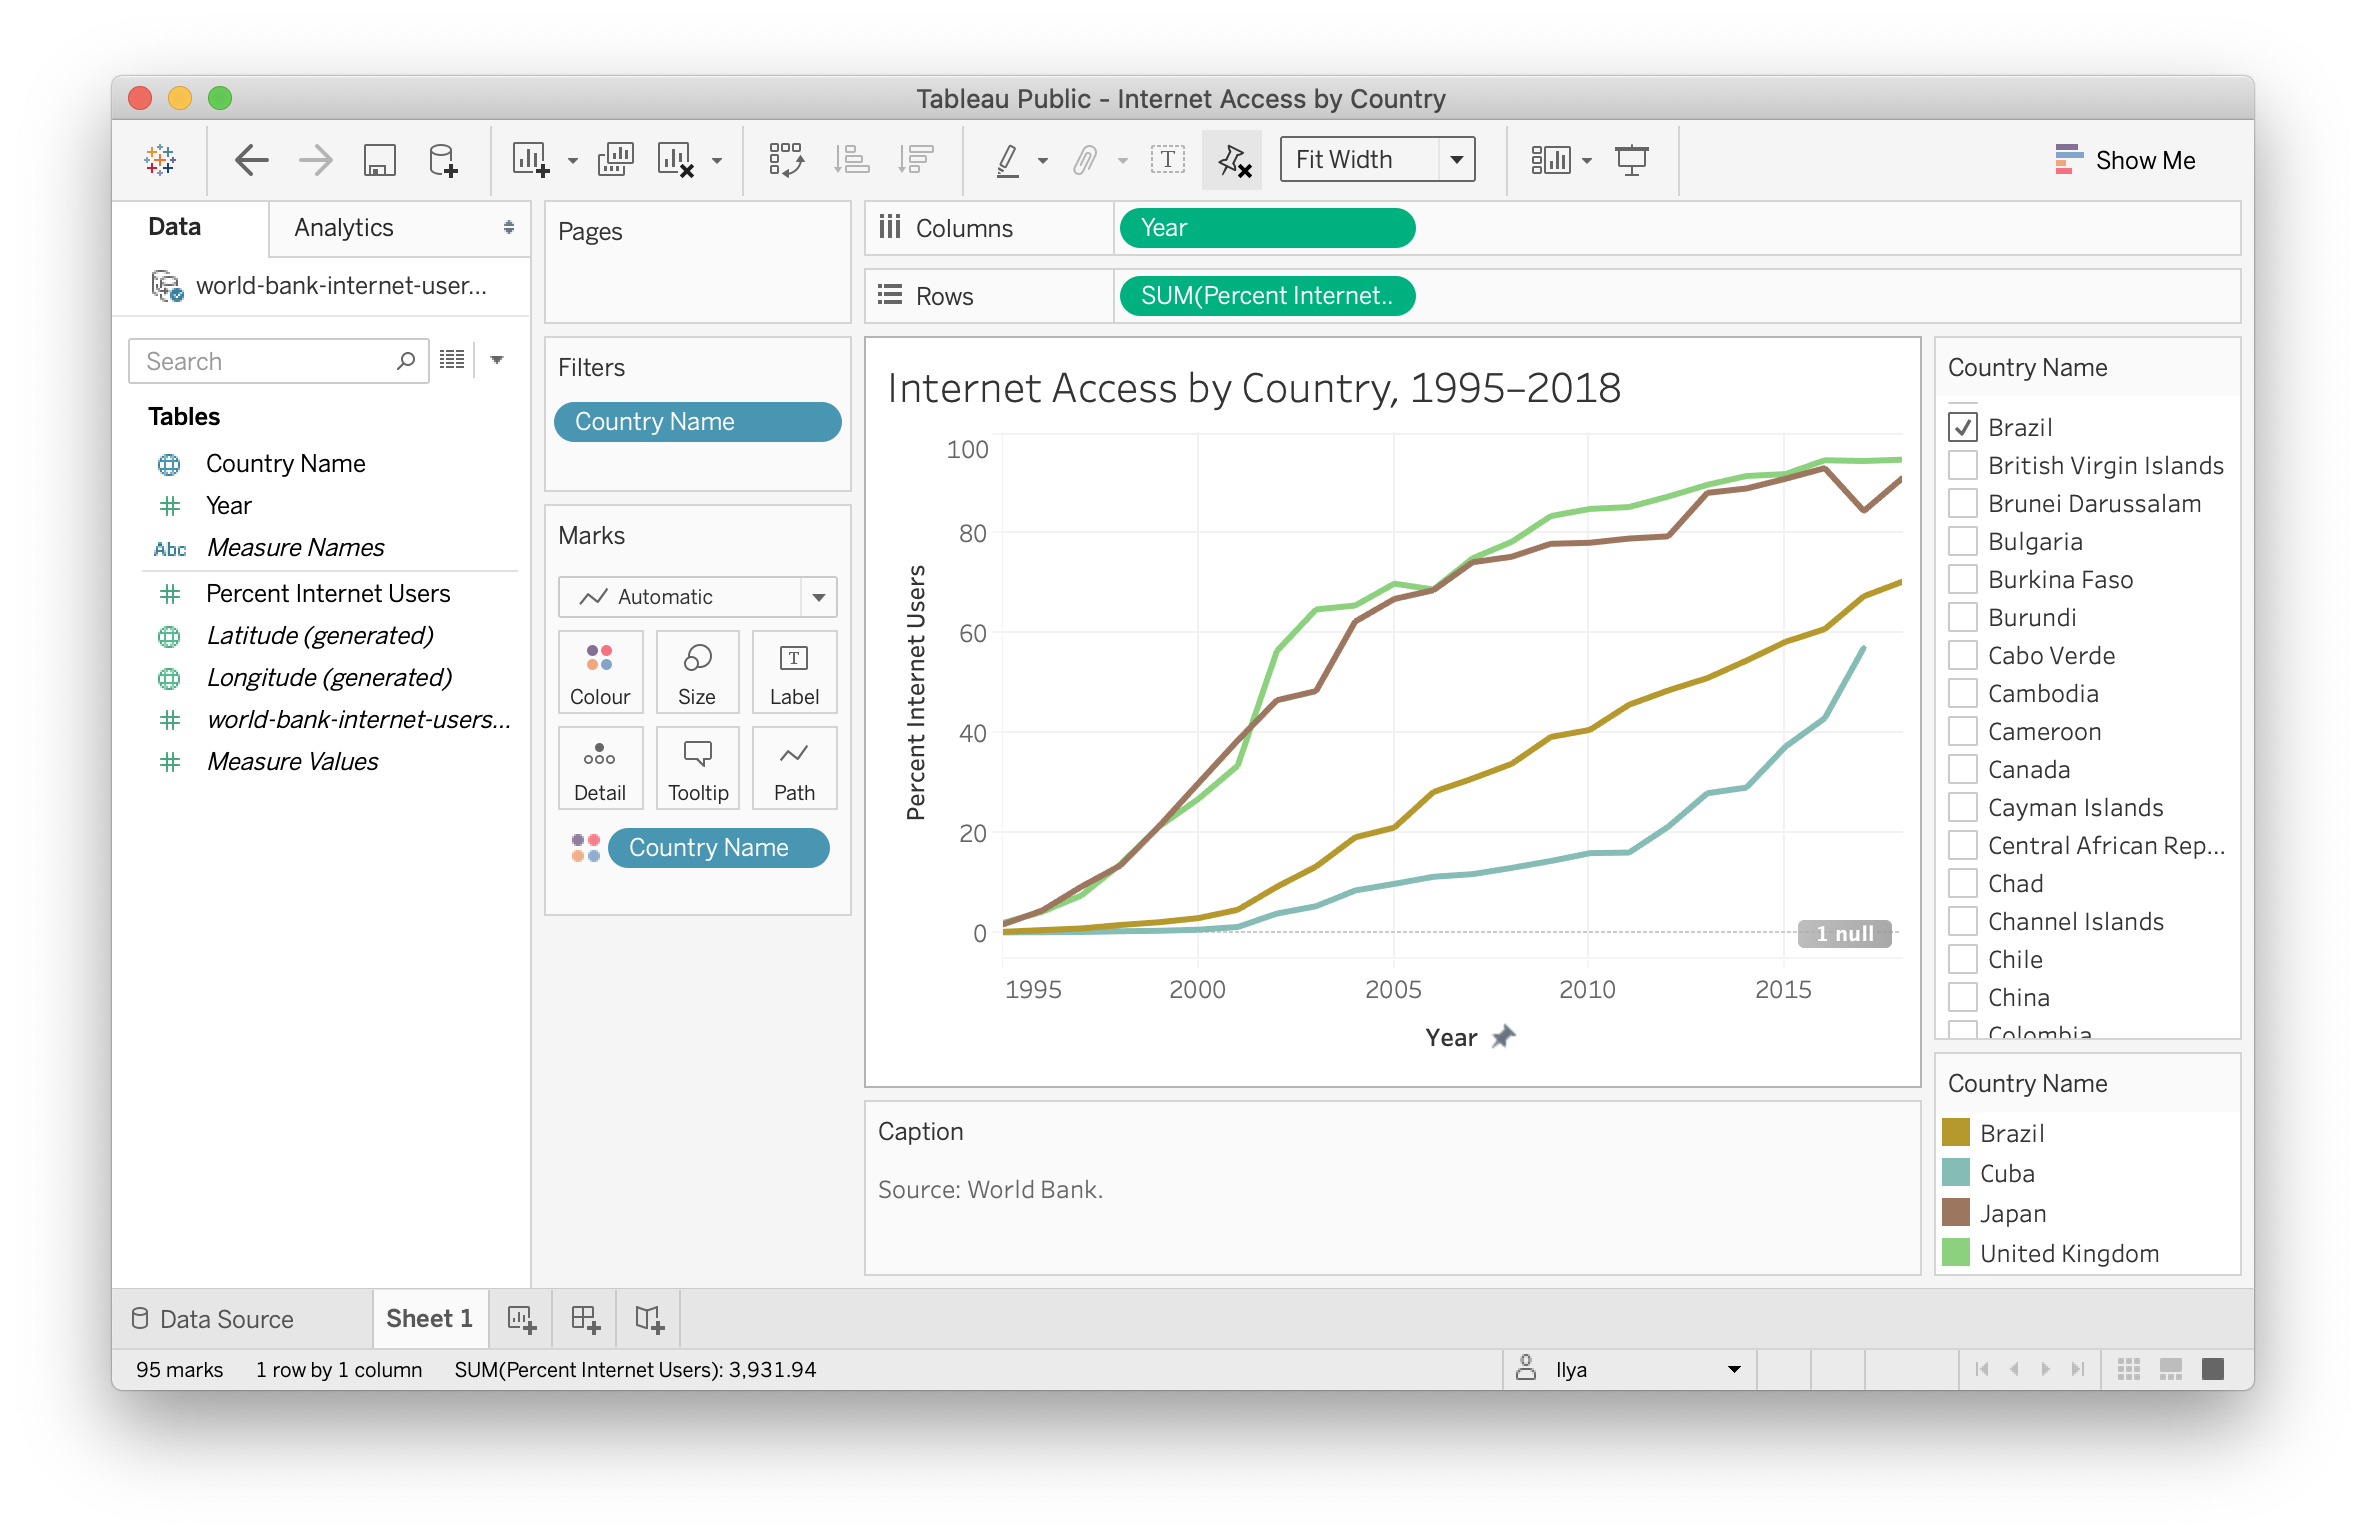 Tableau Public - Internet Access by Country
Fit Width
Show Me
Data
Analytics
world-bank-internet-user...
Search
Tables
Country Name
Year
Abc
Measure Names
Percent Internet Users
Latitude (generated)
Longitude (generated)
world-bank-internet-users...
Measure Values
Pages
Filters
Country Name
Marks
Automatic
Colour
Size
Label
Detail
Tooltip
Path
Country Name
Columns
Year
Rows
SUM(Percent Internet..
Internet Access by Country, 1995–2018
Percent Internet Users
100
80
60
40
20
0
1 null
1995
2000
2005
2010
2015
Year
Caption
Source: World Bank.
Country Name
Brazil
British Virgin Islands
Brunei Darussalam
Bulgaria
Burkina Faso
Burundi
Cabo Verde
Cambodia
Cameroon
Canada
Cayman Islands
Central African Rep...
Chad
Channel Islands
Chile
China
Colombia
Country Name
Brazil
Cuba
Japan
United Kingdom
Data Source
Sheet 1
95 marks
1 row by 1 column
SUM(Percent Internet Users): 3,931.94
Ilya